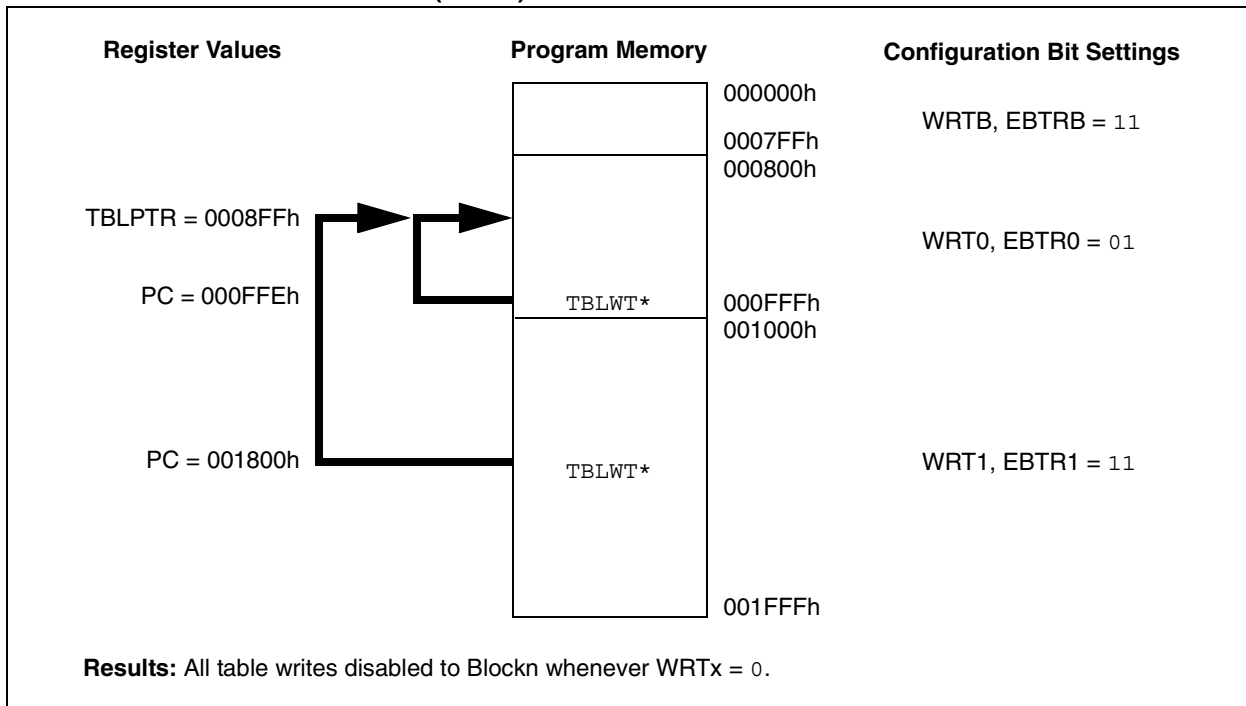 Register Values Program Memory Configuration Bit Settings
000000h
WRTB, EBTRB = 11
0007FFh
000800h
TBLPTR = 0008FFh
WRT0, EBTR0 = 01
PC = 000FFEh TBLWT* 000FFFh
001000h
PC = 001800h TBLWT* WRT1, EBTR1 = 11
001FFFh
Results: All table writes disabled to Blockn whenever WRTx = 0.